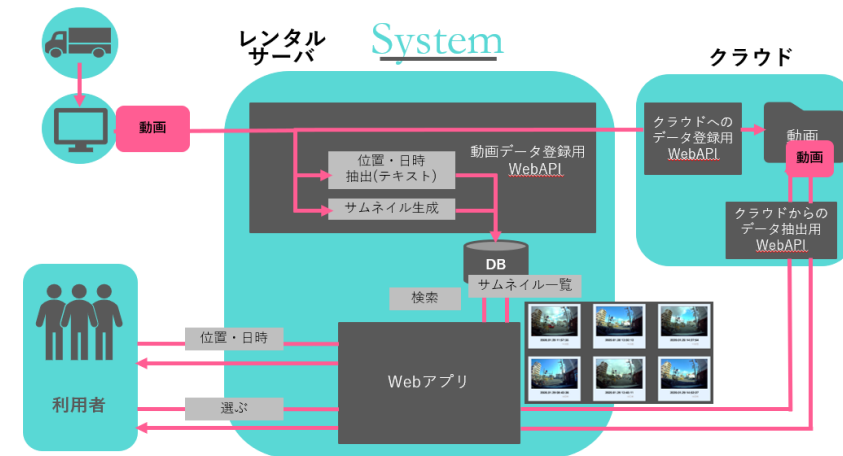 レンタル
サーバ
System
クラウド
動画
動画データ登録用
WebAPI
位置・日時
抽出(テキスト)
サムネイル生成
クラウドへの
データ登録用
WebAPI
動画
動画
クラウドからの
データ抽出用
WebAPI
DB
サムネイル一覧
検索
位置・日時
Webアプリ
利用者
選ぶ